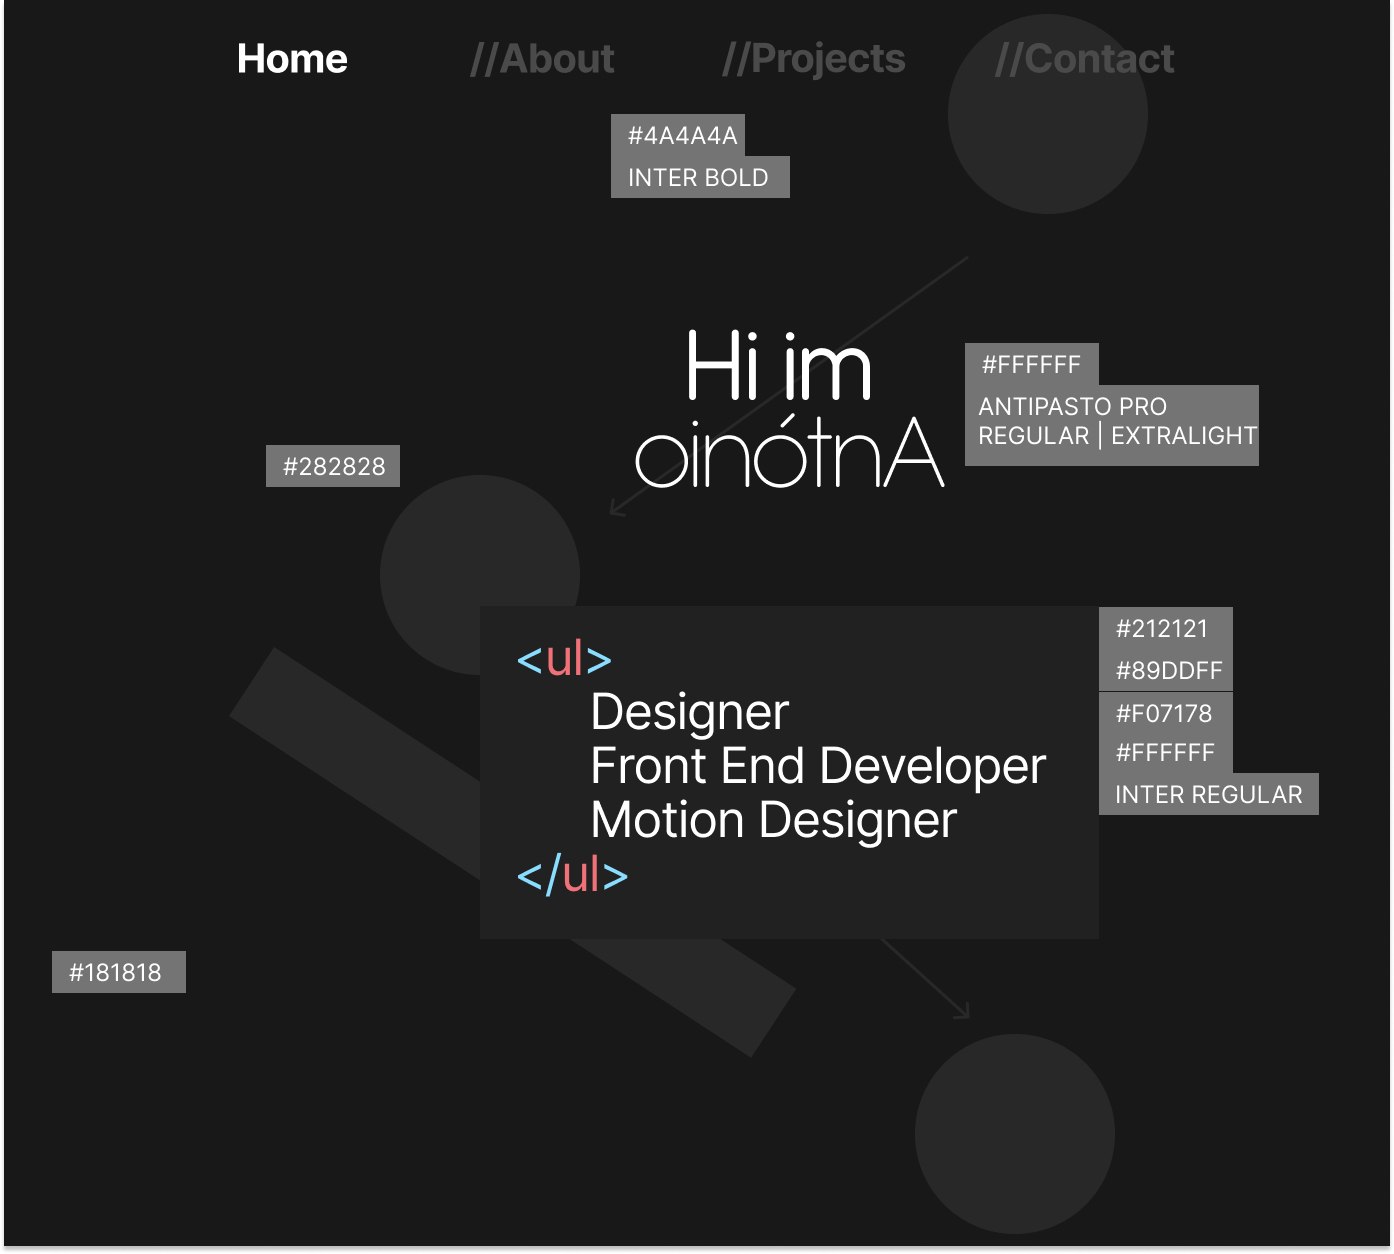 Home //About //Projects //Contact
#4A4A4A
INTER BOLD
Hi im
oinótnA
#FFFFFF
ANTIPASTO PRO
REGULAR | EXTRALIGHT
#282828
<ul>
Designer
Front End Developer
Motion Designer
</ul>
#212121
#89DDFF
#F07178
#FFFFFF
INTER REGULAR
#181818